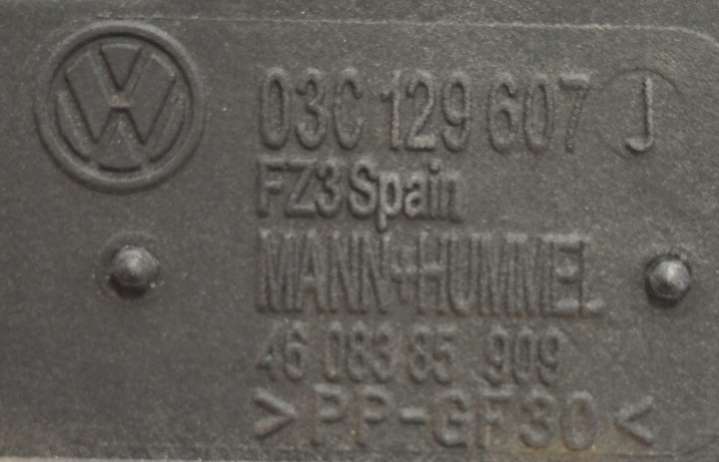 03C 129 607 J
FZ3 Spain
MANN+HUMMEL
46 083 85 909
>PP-GF30<